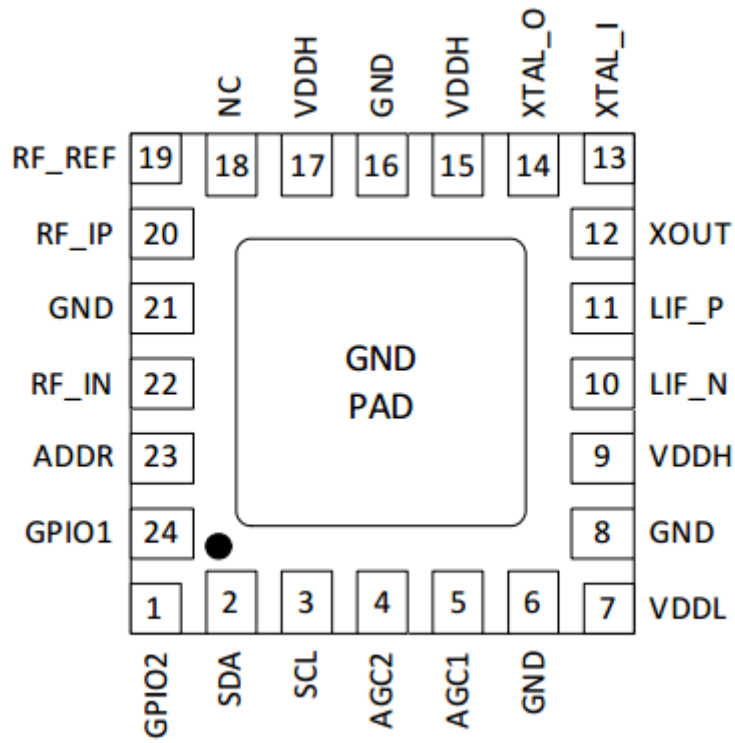 NC
VDDH
GND
VDDH
XTAL_O
XTAL_I
RF_REF 19 18 17 16 15 14 13
RF_IP 20 12 XOUT
GND 21 11 LIF_P
GND
RF_IN 22 10 LIF_N
PAD
ADDR 23 9 VDDH
GPIO1 24 8 GND
1 2 3 4 5 6 7 VDDL
GPIO2
SDA
SCL
AGC2
AGC1
GND